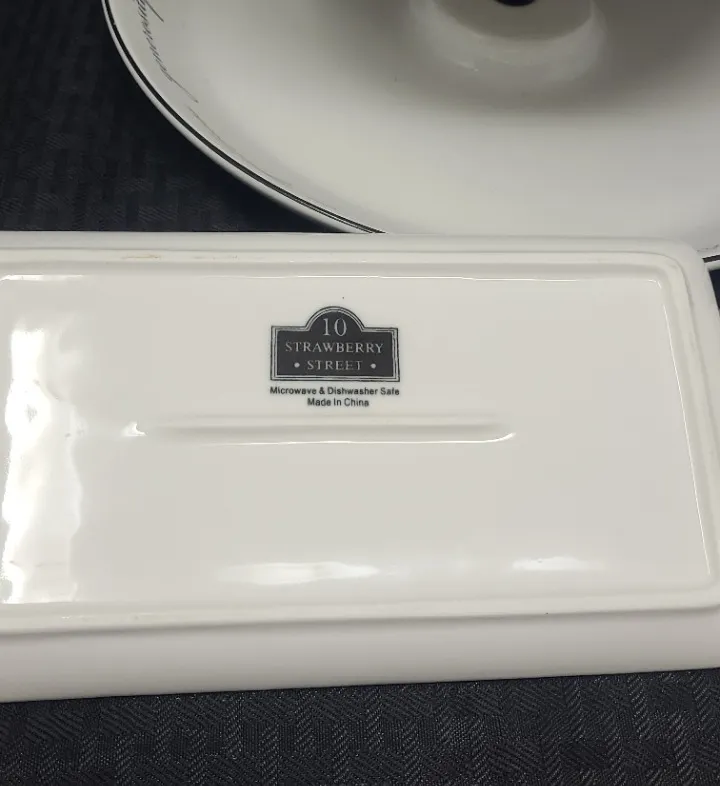 10
STRAWBERRY
• STREET •
Microwave & Dishwasher Safe
Made In China